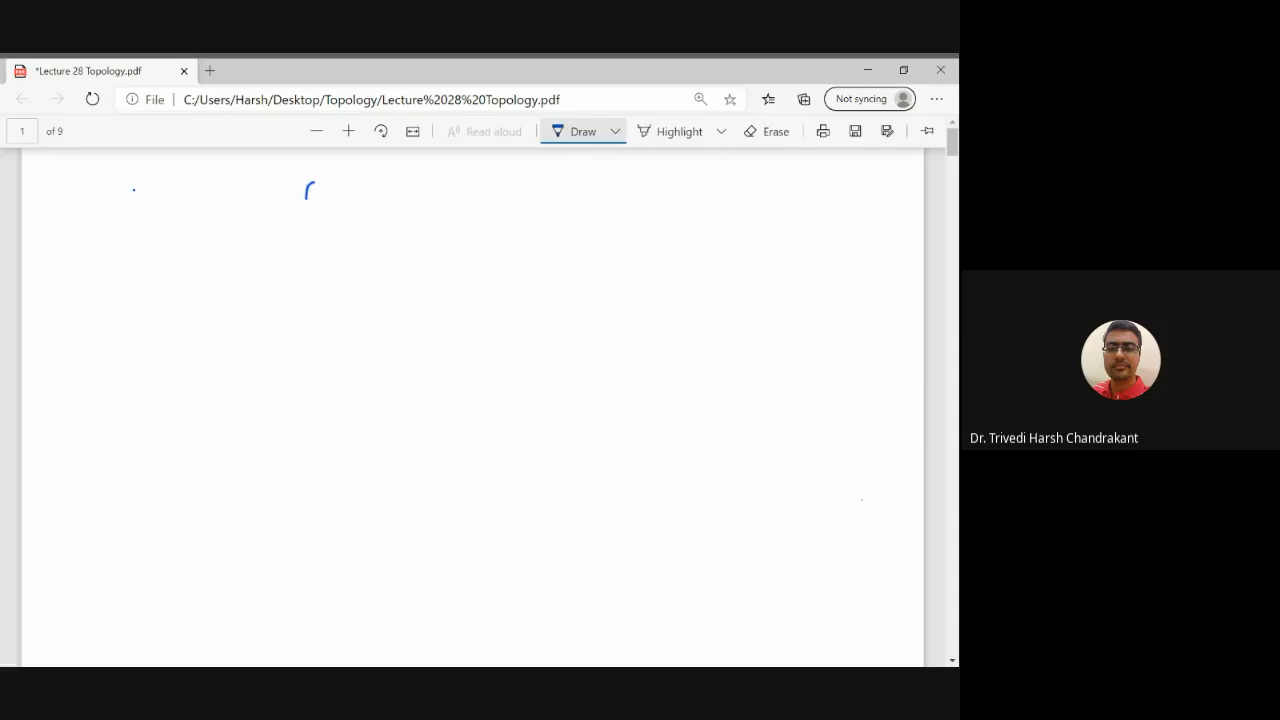 *Lecture 28 Topology.pdf
File | C:/Users/Harsh/Desktop/Topology/Lecture%2028%20Topology.pdf
Not syncing
1 of 9
Read aloud
Draw
Highlight
Erase
Dr. Trivedi Harsh Chandrakant